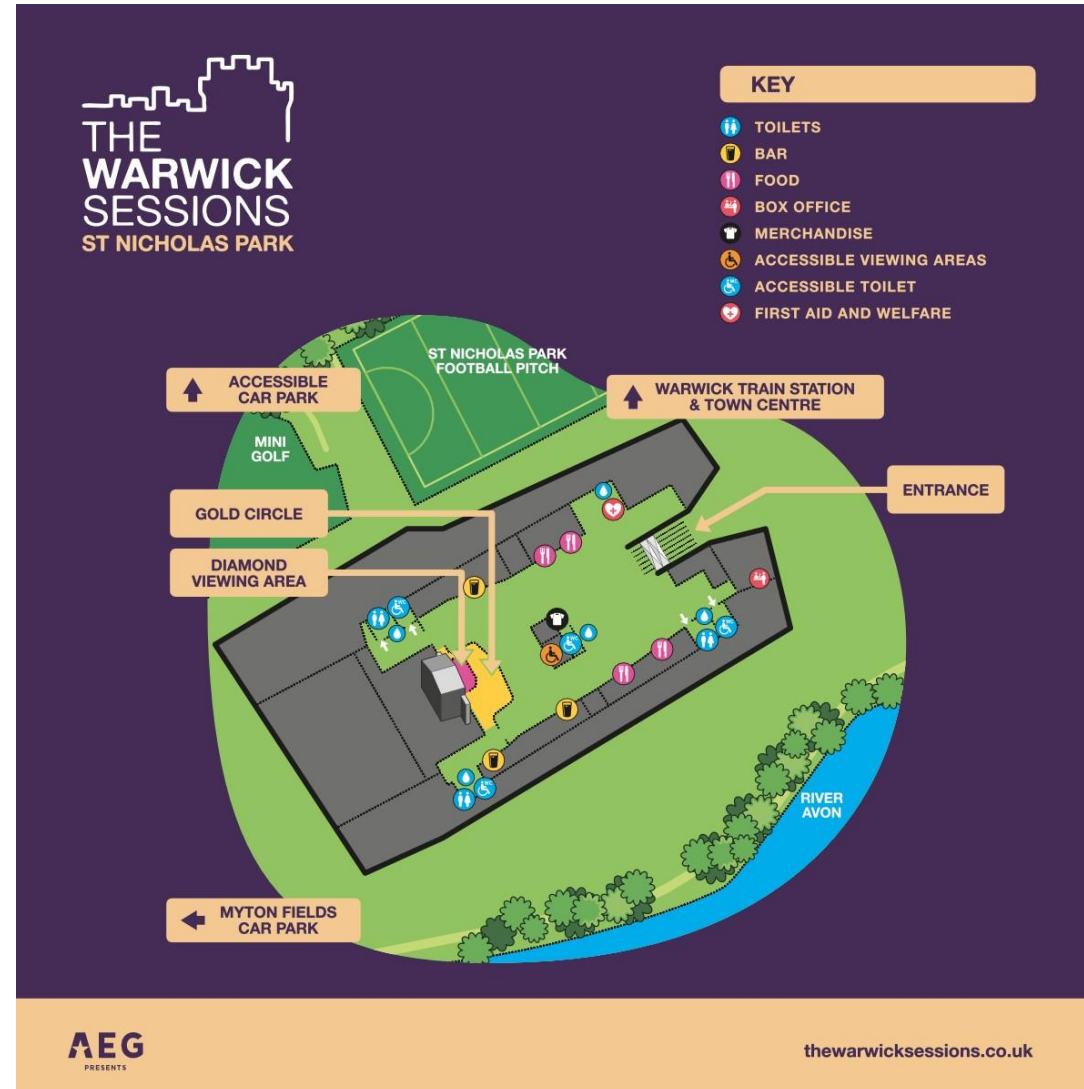 THE
WARWICK
SESSIONS
ST NICHOLAS PARK
KEY
TOILETS
BAR
FOOD
BOX OFFICE
MERCHANDISE
ACCESSIBLE VIEWING AREAS
ACCESSIBLE TOILET
FIRST AID AND WELFARE
ST NICHOLAS PARK
FOOTBALL PITCH
ACCESSIBLE
CAR PARK
WARWICK TRAIN STATION
& TOWN CENTRE
MINI
GOLF
ENTRANCE
GOLD CIRCLE
DIAMOND
VIEWING AREA
RIVER
AVON
MYTON FIELDS
CAR PARK
AEG
PRESENTS
thewarwicksessions.co.uk